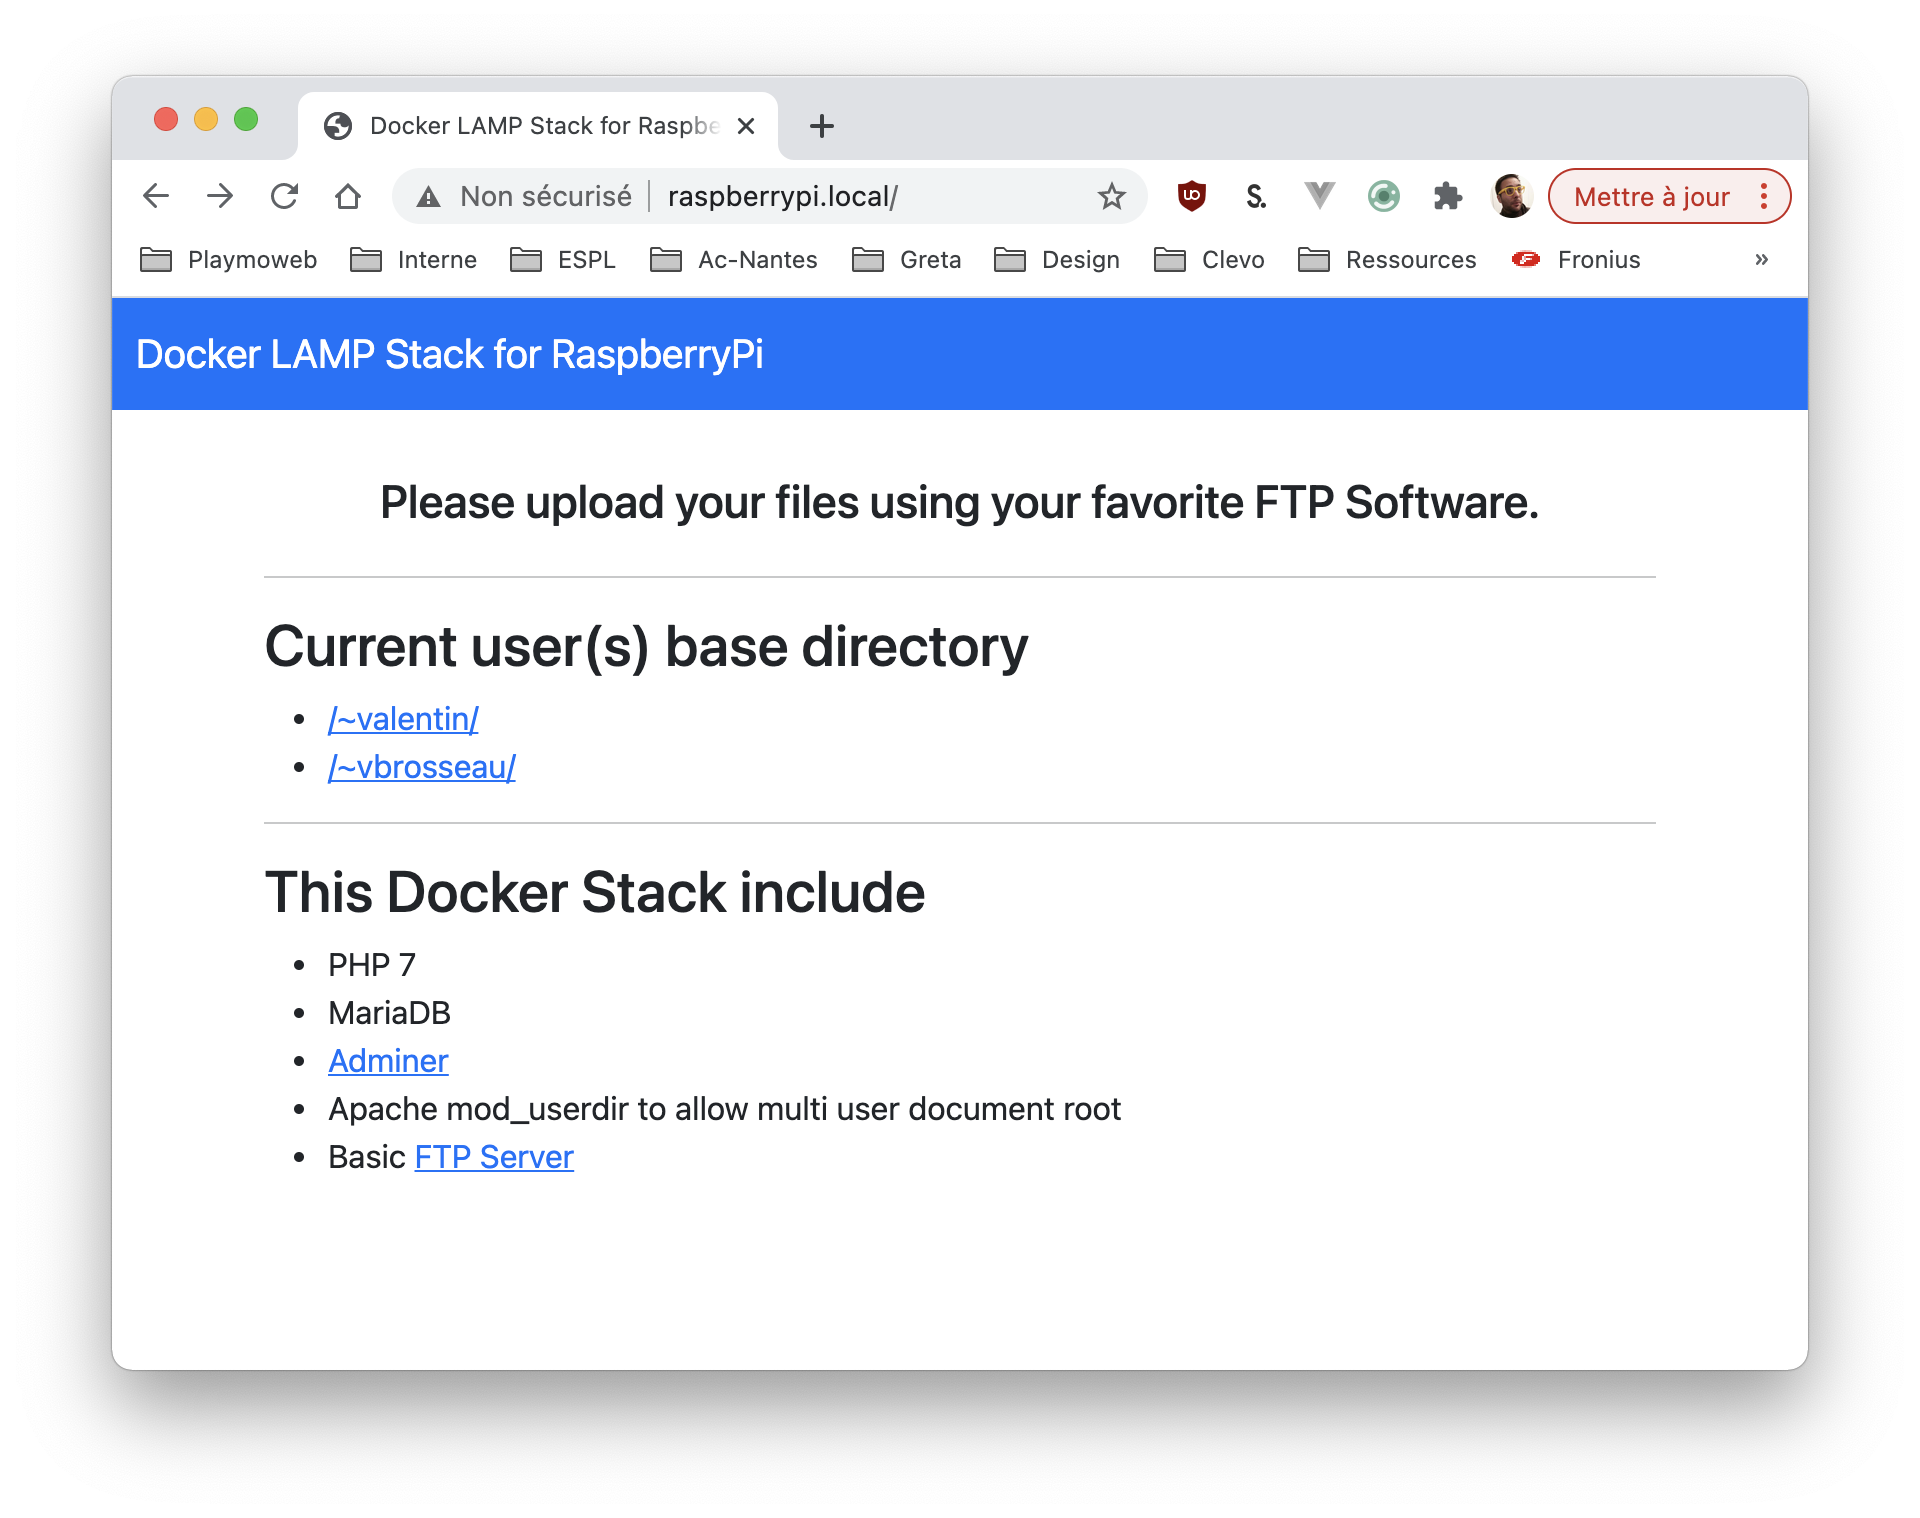 Docker LAMP Stack for Raspbe
Non sécurisé raspberrypi.local/ S. Mettre à jour
Playmoweb Interne ESPL Ac-Nantes Greta Design Clevo Ressources Fronius »
Docker LAMP Stack for RaspberryPi
Please upload your files using your favorite FTP Software.
Current user(s) base directory
/~valentin/
/~vbrosseau/
This Docker Stack include
PHP 7
MariaDB
Adminer
Apache mod_userdir to allow multi user document root
Basic FTP Server